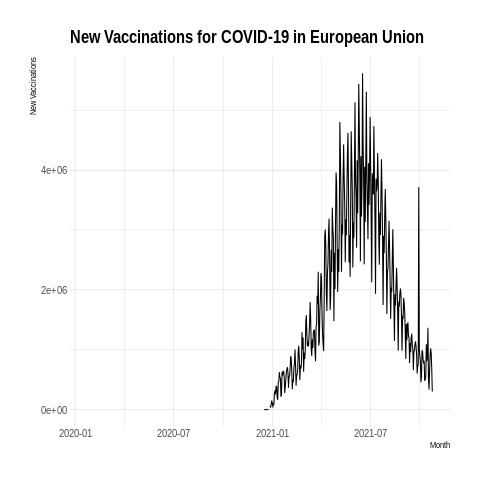 New Vaccinations for COVID-19 in European Union
New Vaccinations
4e+06
2e+06
0e+00
2020-01 2020-07 2021-01 2021-07
Month